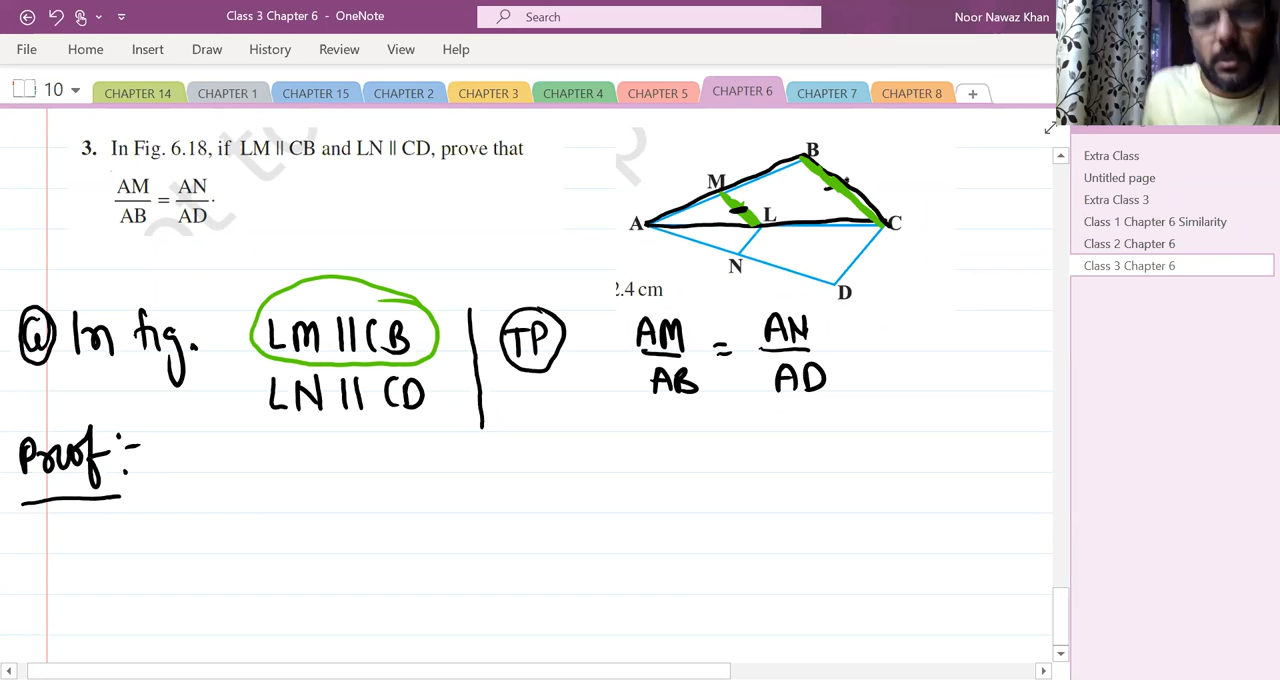 Class 3 Chapter 6 - OneNote
Search
Noor Nawaz Khan
File Home Insert Draw History Review View Help
10 CHAPTER 14 CHAPTER 1 CHAPTER 15 CHAPTER 2 CHAPTER 3 CHAPTER 4 CHAPTER 5 CHAPTER 6 CHAPTER 7 CHAPTER 8 +
Extra Class
Untitled page
Extra Class 3
Class 1 Chapter 6 Similarity
Class 2 Chapter 6
Class 3 Chapter 6
3. In Fig. 6.18, if LM || CB and LN || CD, prove that
AM/AB = AN/AD.
B
M
L
A
C
N
D
2.4 cm
G In fig. LM || CB
LN || CD
TP AM/AB = AN/AD
Proof :-